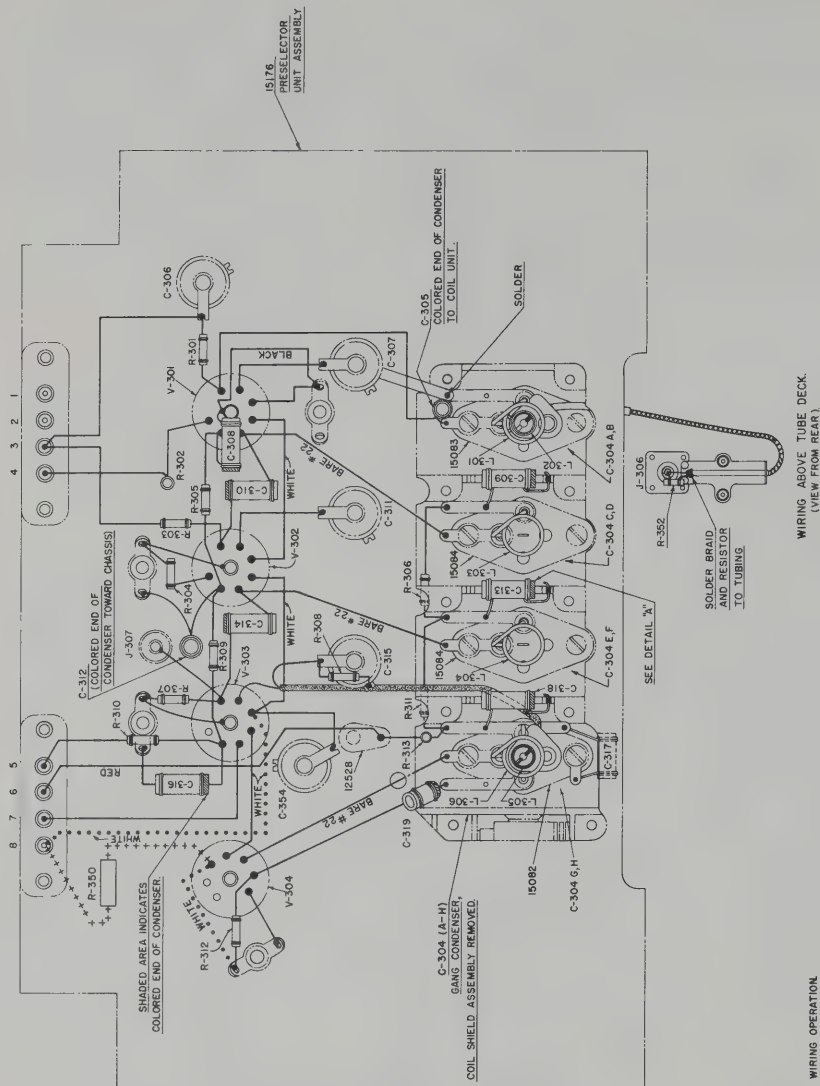 15176
PRESELECTOR
UNIT ASSEMBLY
1
2
3
4
C-306
R-301
V-301
BLACK
C-307
C-305
COLORED END OF CONDENSER
TO COIL UNIT.
SOLDER
R-302
C-308
R-305
C-310
BARE #22
WHITE
15083
L-301
L-302
C-309
C-304 A,B
R-303
V-302
C-311
R-304
C-312
(COLORED END OF
CONDENSER TOWARD CHASSIS)
J-307
R-309
C-314
WHITE
R-308
C-315
BARE #22
R-306
15084
L-303
C-313
C-304 C,D
SEE DETAIL "A"
15084
L-304
C-304 E,F
R-307
V-303
R-310
C-316
RED
5
6
7
8
WHITE
WHITE
C-354
12528
R-313
R-311
C-318
R-350
WHITE
V-304
R-312
BARE #22
C-319
L-306
L-305
C-317
15082
C-304 G,H
SHADED AREA INDICATES
COLORED END OF CONDENSER.
C-304 (A-H)
GANG CONDENSER,
COIL SHIELD ASSEMBLY REMOVED.
J-306
R-352
SOLDER BRAID
AND RESISTOR
TO TUBING
WIRING ABOVE TUBE DECK.
(VIEW FROM REAR)
WIRING OPERATION.